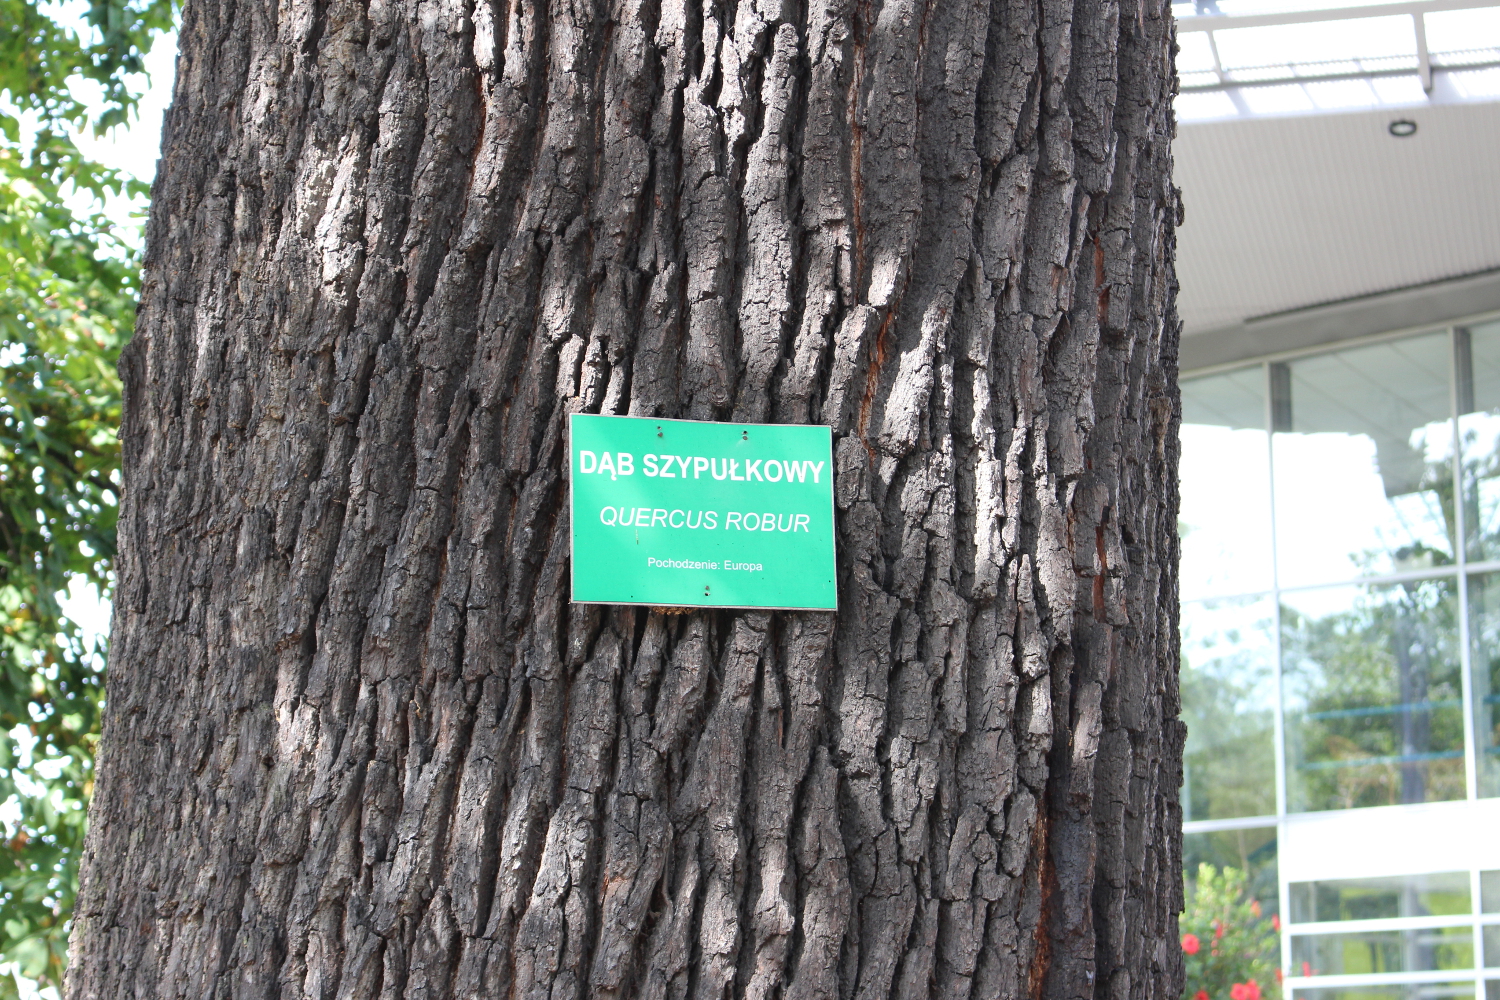 DĄB SZYPUŁKOWY
QUERCUS ROBUR
Pochodzenie: Europa